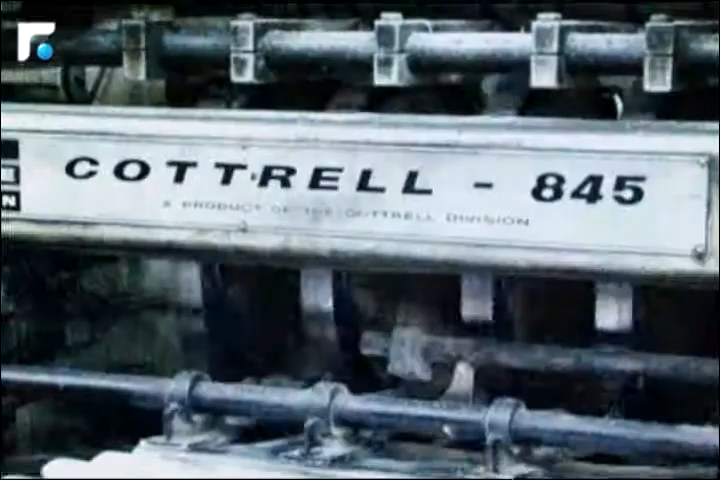 COTTRELL - 845
A PRODUCT OF THE COTTRELL DIVISION